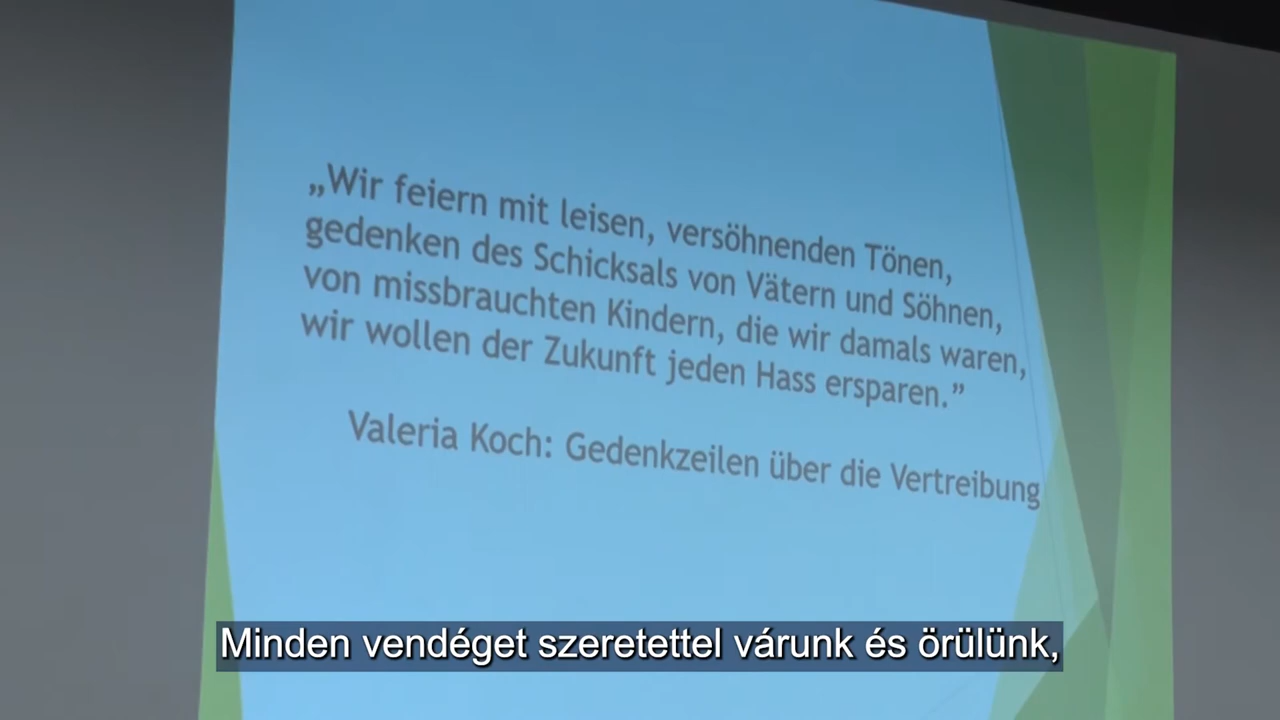 „Wir feiern mit leisen, versöhnenden Tönen,
gedenken des Schicksals von Vätern und Söhnen,
von missbrauchten Kindern, die wir damals waren,
wir wollen der Zukunft jeden Hass ersparen.”
Valeria Koch: Gedenkzeilen über die Vertreibung
Minden vendéget szeretettel várunk és örülünk,